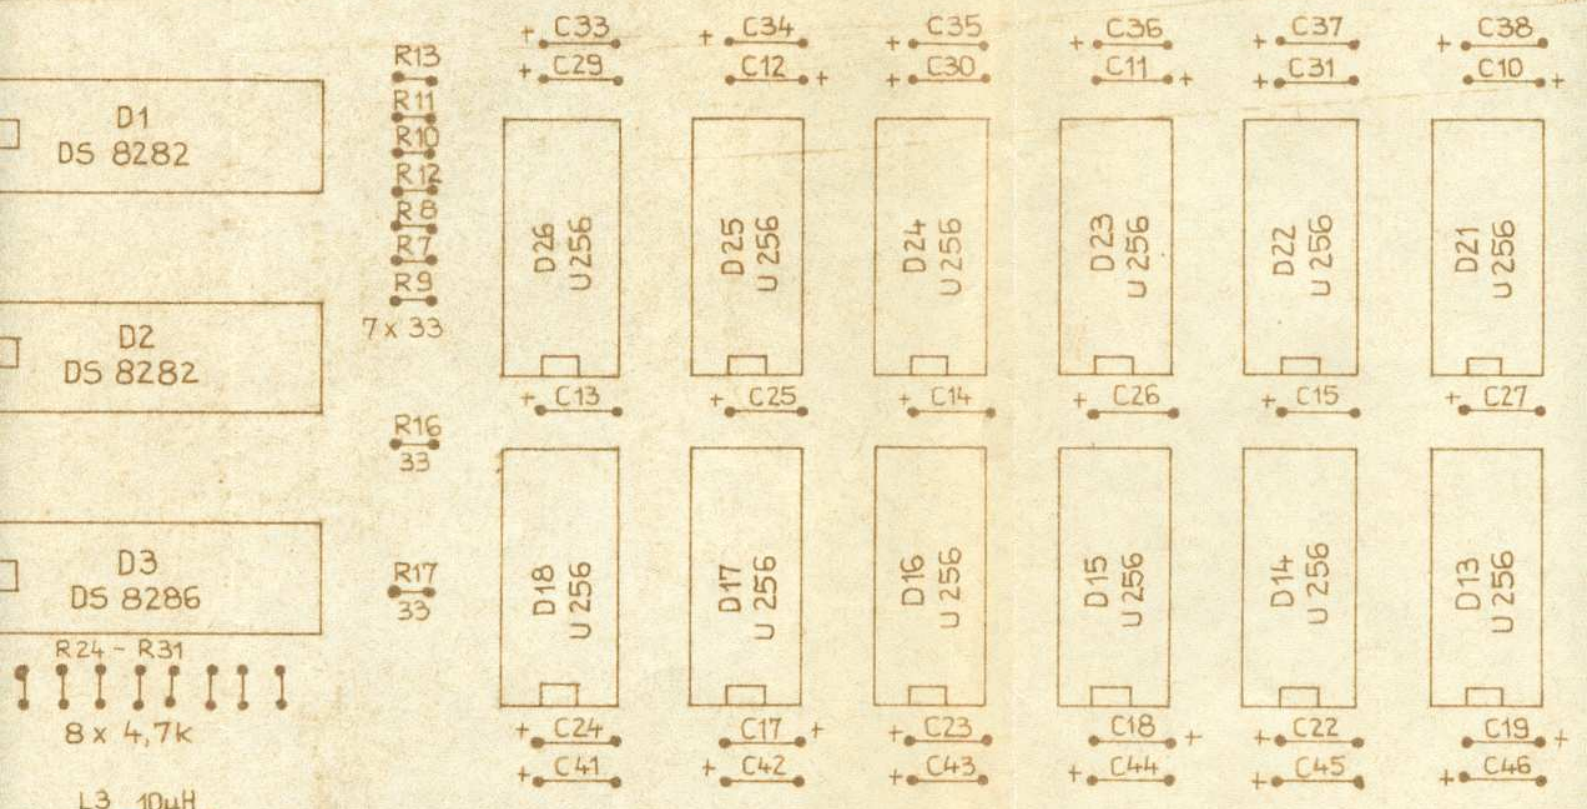 + C33
+ C34
+ C35
+ C36
+ C37
+ C38
+ C29
C12 +
+ C30
C11 +
+ C31
C10 +
D1
DS 8282
D2
DS 8282
D3
DS 8286
R24 - R31
8 x 4,7k
L3 10µH
R13
R11
R10
R12
R8
R7
R9
7 x 33
R16
33
R17
33
D26
U256
D25
U 256
D24
U 256
D23
U 256
D22
U 256
D21
U 256
+ C13
+ C25
+ C14
+ C26
+ C15
+ C27
D18
U 256
D17
U 256
D16
U 256
D15
U 256
D14
U 256
D13
U 256
+ C24
C17 +
+ C23
C18 +
+ C22
C19 +
+ C41
+ C42
+ C43
+ C44
+ C45
+ C46